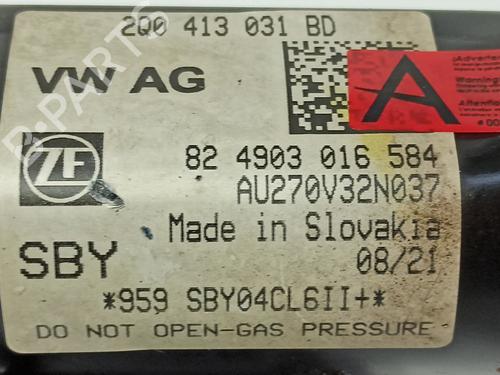 2Q0 413 031 BD
VW AG
A
ZF
82 4903 016 584
AU270V32N037
Made in Slovakia
SBY
08/21
*959 SBY04CL6II+*
DO NOT OPEN-GAS PRESSURE